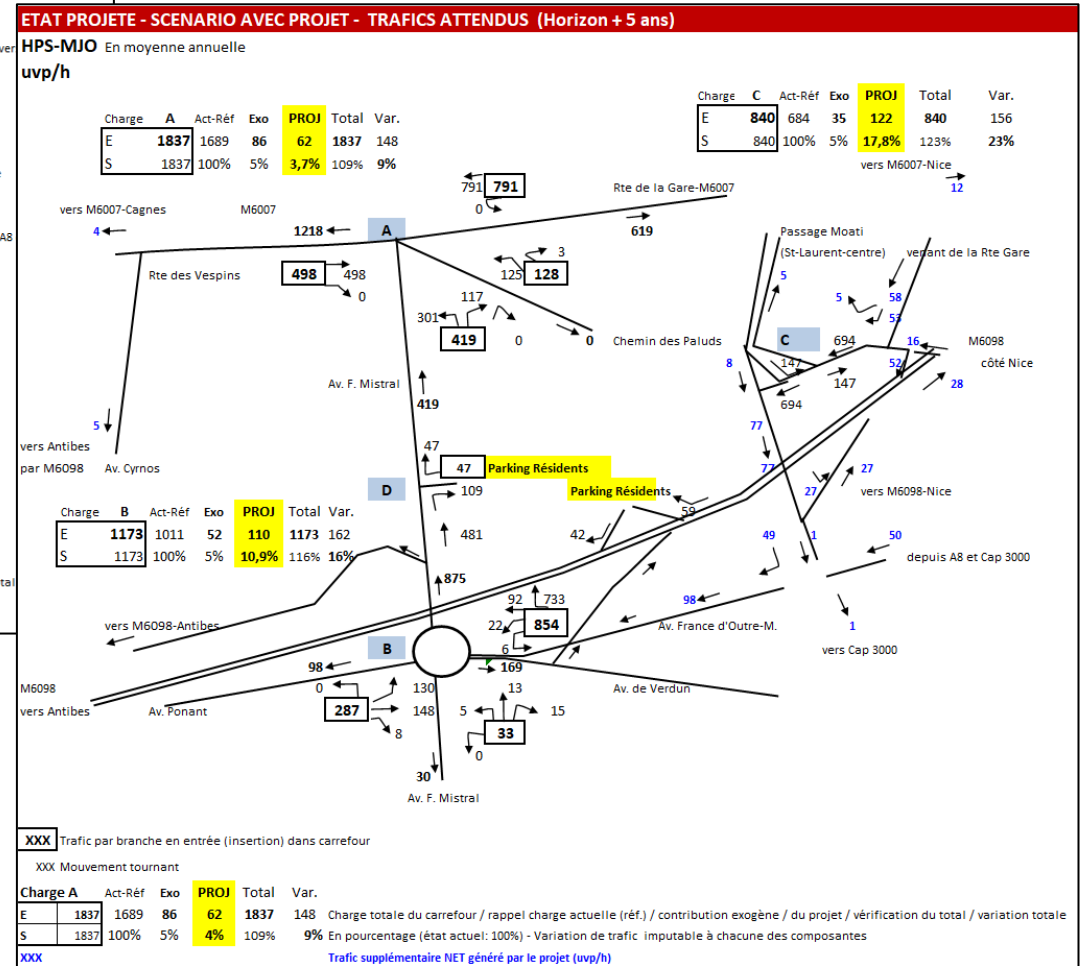 ETAT PROJETE - SCENARIO AVEC PROJET - TRAFICS ATTENDUS (Horizon + 5 ans)
HPS-MJO En moyenne annuelle
uvp/h
Charge A Act-Réf Exo PROJ Total Var.
E 1837 1689 86 62 1837 148
S 1837 100% 5% 3,7% 109% 9%
Charge C Act-Réf Exo PROJ Total Var.
E 840 684 35 122 840 156
S 840 100% 5% 17,8% 123% 23%
vers M6007-Nice
12
791 791
0
Rte de la Gare-M6007
vers M6007-Cagnes M6007
4
1218
A
619
Passage Moati
(St-Laurent-centre)
venant de la Rte Gare
Rte des Vespins
498 498
0
3
125 128
5
5 58
53
117
301
419 0 0
Chemin des Paluds
C 694 16 M6098
côté Nice
8 147 52
147 28
694
Av. F. Mistral
419
5
77
vers Antibes
par M6098 Av. Cyrnos
47
47 Parking Résidents
77
D 109
Parking Résidents
27 27
vers M6098-Nice
59
Charge B Act-Réf Exo PROJ Total Var.
E 1173 1011 52 110 1173 162
S 1173 100% 5% 10,9% 116% 16%
481 42
49 1 50
depuis A8 et Cap 3000
875
92 733
98
vers M6098-Antibes
22 854
Av. France d'Outre-M.
1
vers Cap 3000
B 6
98 169
M6098
0 130 13
Av. de Verdun
vers Antibes Av. Ponant
287 148 5 15
33
8
0
30
Av. F. Mistral
XXX Trafic par branche en entrée (insertion) dans carrefour
XXX Mouvement tournant
Charge A Act-Réf Exo PROJ Total Var.
E 1837 1689 86 62 1837 148 Charge totale du carrefour / rappel charge actuelle (réf.) / contribution exogène / du projet / vérification du total / variation totale
S 1837 100% 5% 4% 109% 9% En pourcentage (état actuel: 100%) - Variation de trafic imputable à chacune des composantes
XXX Trafic supplémentaire NET généré par le projet (uvp/h)